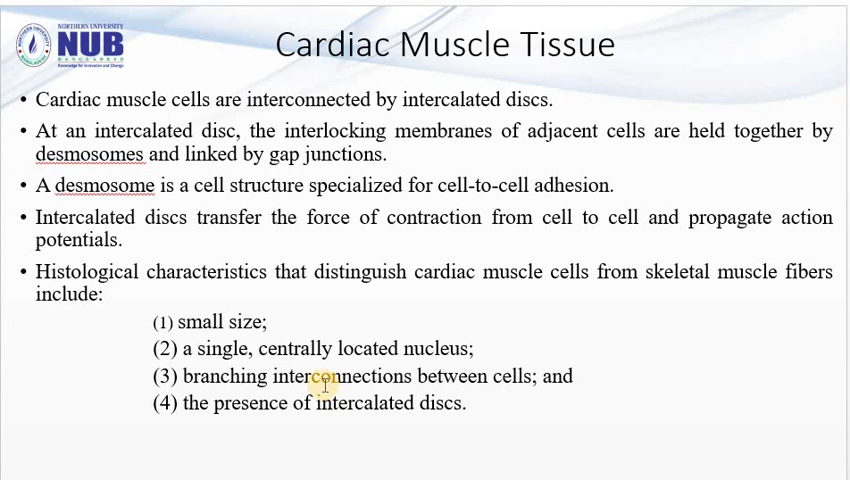 NORTHERN UNIVERSITY
NUB
BANGLADESH
Knowledge for Innovation and Change
Cardiac Muscle Tissue
• Cardiac muscle cells are interconnected by intercalated discs.
• At an intercalated disc, the interlocking membranes of adjacent cells are held together by
desmosomes and linked by gap junctions.
• A desmosome is a cell structure specialized for cell-to-cell adhesion.
• Intercalated discs transfer the force of contraction from cell to cell and propagate action
potentials.
• Histological characteristics that distinguish cardiac muscle cells from skeletal muscle fibers
include:
(1) small size;
(2) a single, centrally located nucleus;
(3) branching interconnections between cells; and
(4) the presence of intercalated discs.